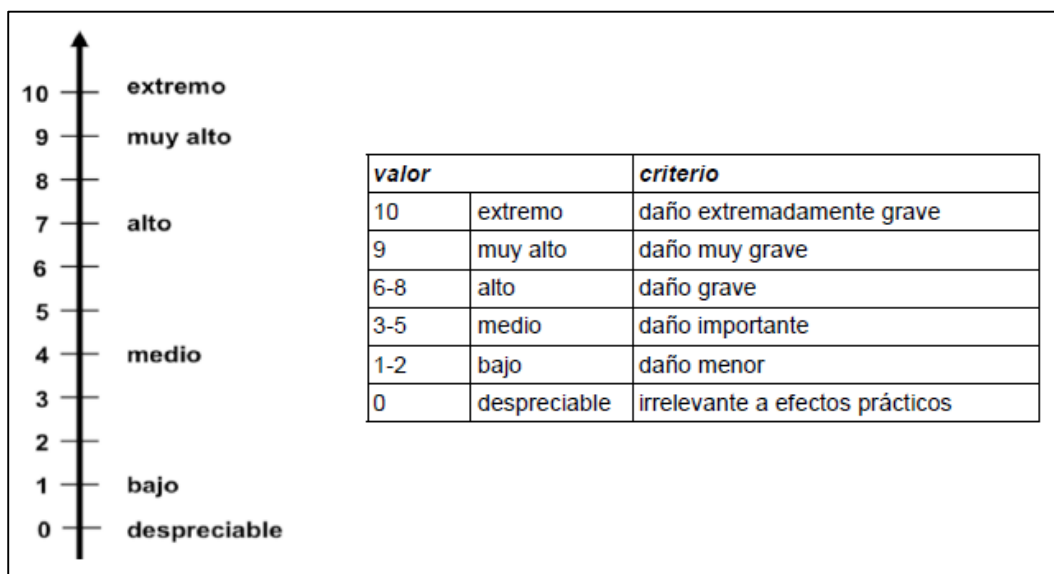 10 extremo
9 muy alto
8
7 alto
6
5
4 medio
3
2
1 bajo
0 despreciable
valor criterio
10 extremo daño extremadamente grave
9 muy alto daño muy grave
6-8 alto daño grave
3-5 medio daño importante
1-2 bajo daño menor
0 despreciable irrelevante a efectos prácticos